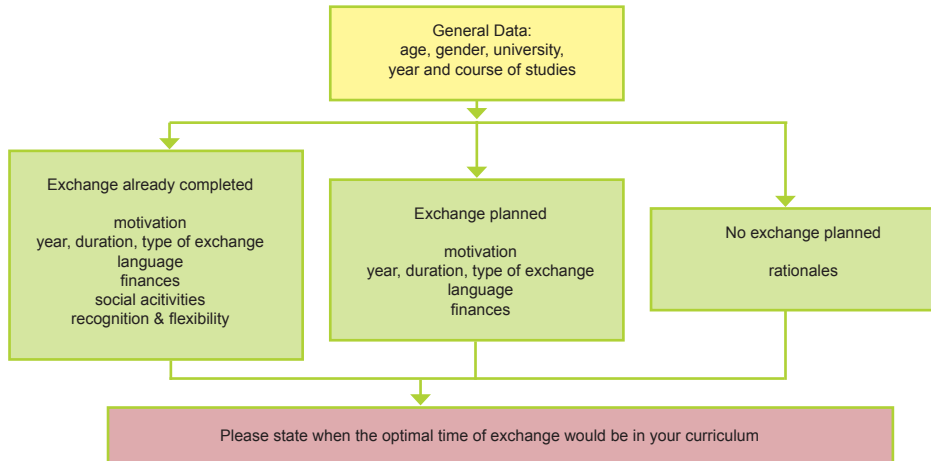 General Data:
age, gender, university,
year and course of studies
Exchange already completed
motivation
year, duration, type of exchange
language
finances
social acitivities
recognition & flexibility
Exchange planned
motivation
year, duration, type of exchange
language
finances
No exchange planned
rationales
Please state when the optimal time of exchange would be in your curriculum